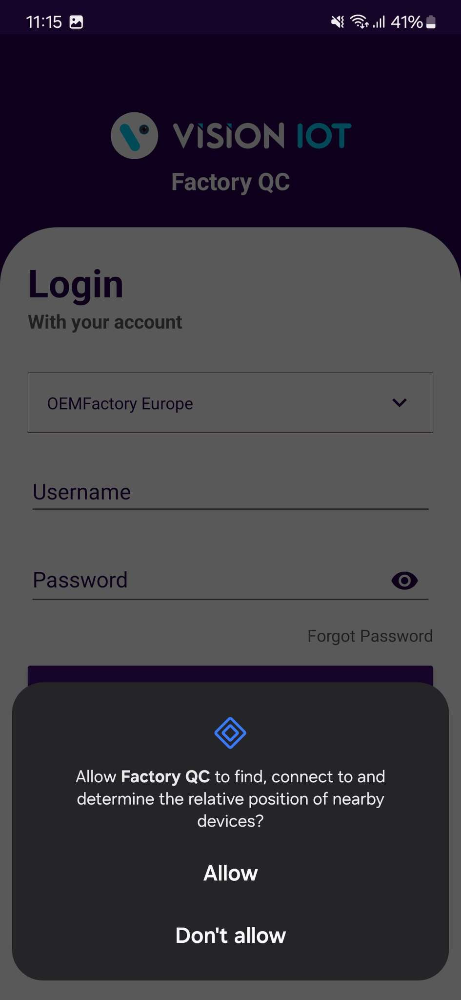 11:15
41%
VISION IOT
Factory QC
Login
With your account
OEMFactory Europe
Username
Password
Forgot Password
Allow Factory QC to find, connect to and
determine the relative position of nearby
devices?
Allow
Don't allow